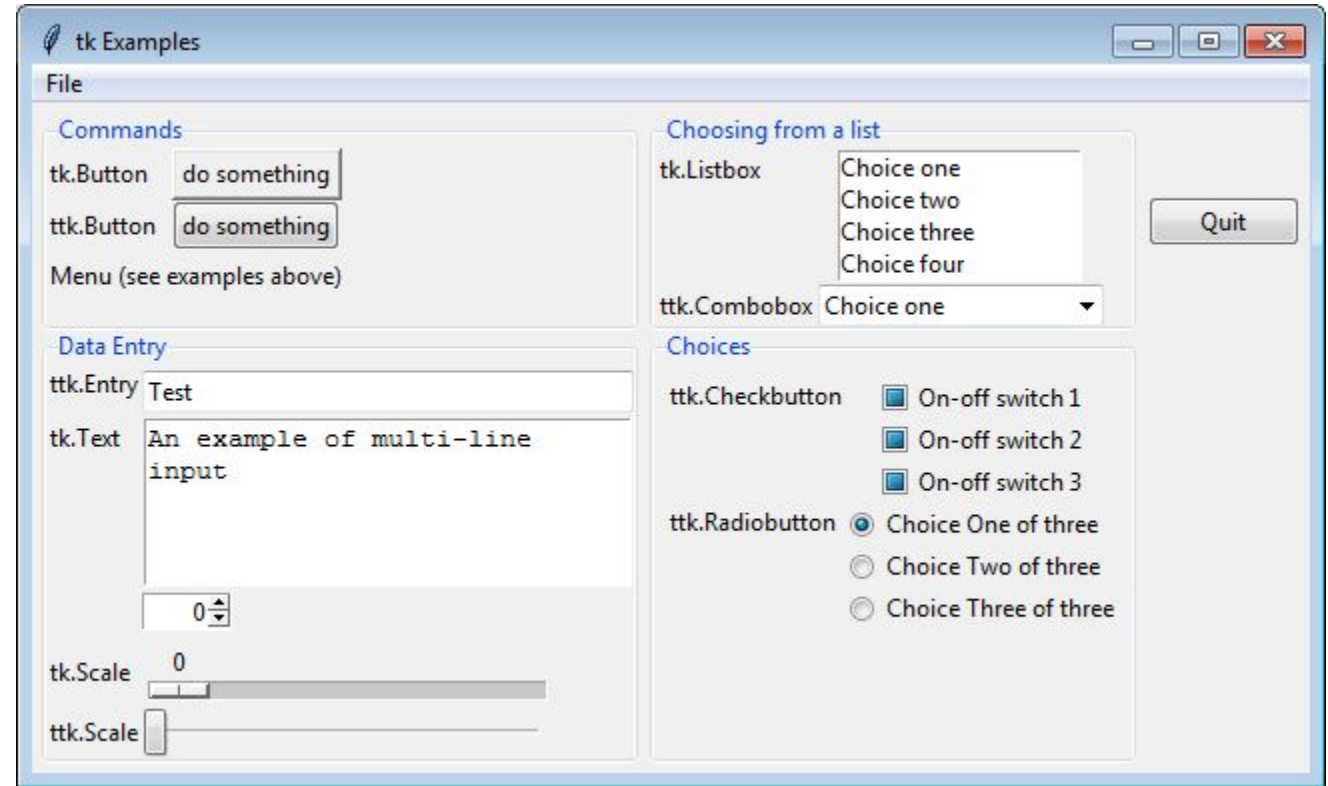 tk Examples
File
Commands
tk.Button do something
ttk.Button do something
Menu (see examples above)
Choosing from a list
tk.Listbox Choice one
Choice two
Choice three
Choice four
ttk.Combobox Choice one
Quit
Data Entry
ttk.Entry Test
tk.Text An example of multi-line
input
0
tk.Scale 0
ttk.Scale
Choices
ttk.Checkbutton On-off switch 1
On-off switch 2
On-off switch 3
ttk.Radiobutton Choice One of three
Choice Two of three
Choice Three of three